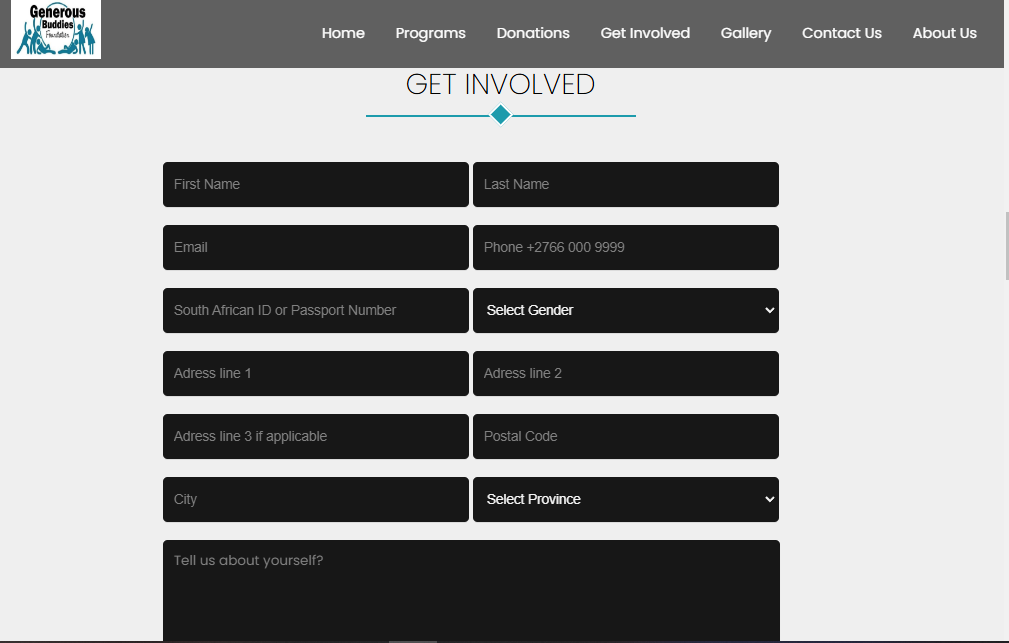 Generous
Buddies
Foundation
Home Programs Donations Get Involved Gallery Contact Us About Us
GET INVOLVED
First Name Last Name
Email Phone +2766 000 9999
South African ID or Passport Number Select Gender
Adress line 1 Adress line 2
Adress line 3 if applicable Postal Code
City Select Province
Tell us about yourself?